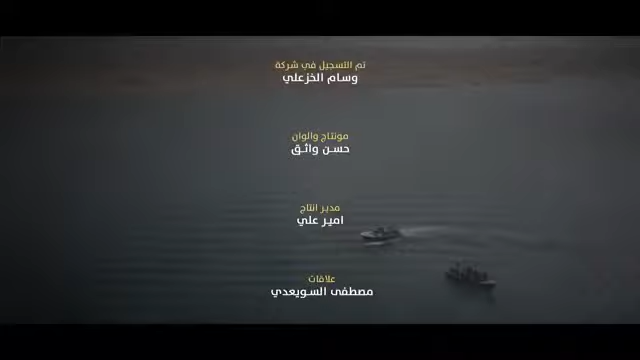 تم التسجيل في شركة
وسام الخزعلي
مونتاج والوان
حسن واثق
مدير انتاج
امير علي
علاقات
مصطفى السويعدي